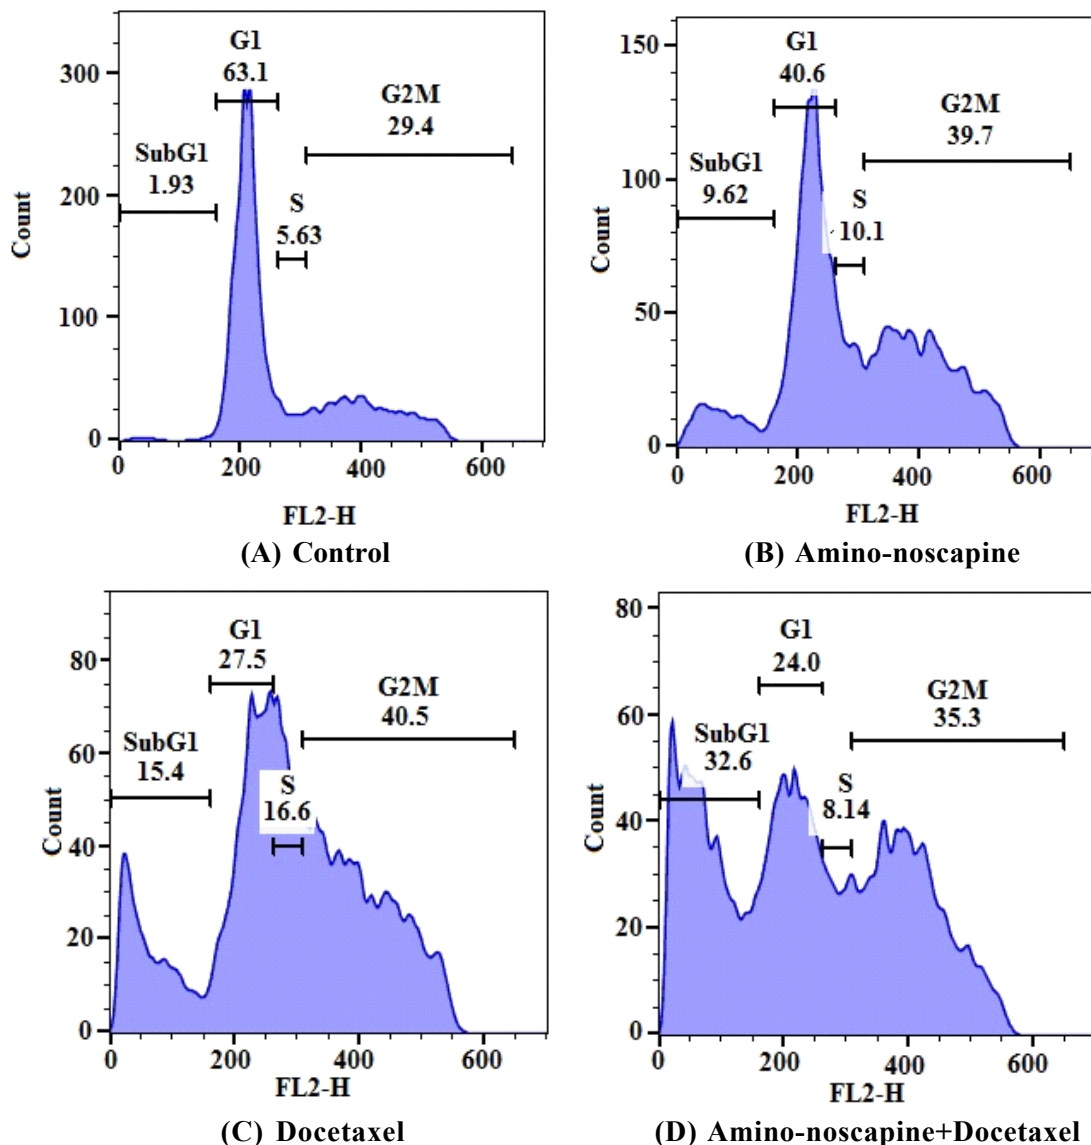 G1
63.1
G2M
29.4
SubG1
1.93
S
5.63
300
200
100
0
Count
0
200
400
600
FL2-H
(A) Control
G1
40.6
G2M
39.7
SubG1
9.62
S
10.1
150
100
50
0
Count
0
200
400
600
FL2-H
(B) Amino-noscapine
G1
27.5
G2M
40.5
SubG1
15.4
S
16.6
80
60
40
20
0
Count
0
200
400
600
FL2-H
(C) Docetaxel
G1
24.0
G2M
35.3
SubG1
32.6
S
8.14
80
60
40
20
0
Count
0
200
400
600
FL2-H
(D) Amino-noscapine+Docetaxel